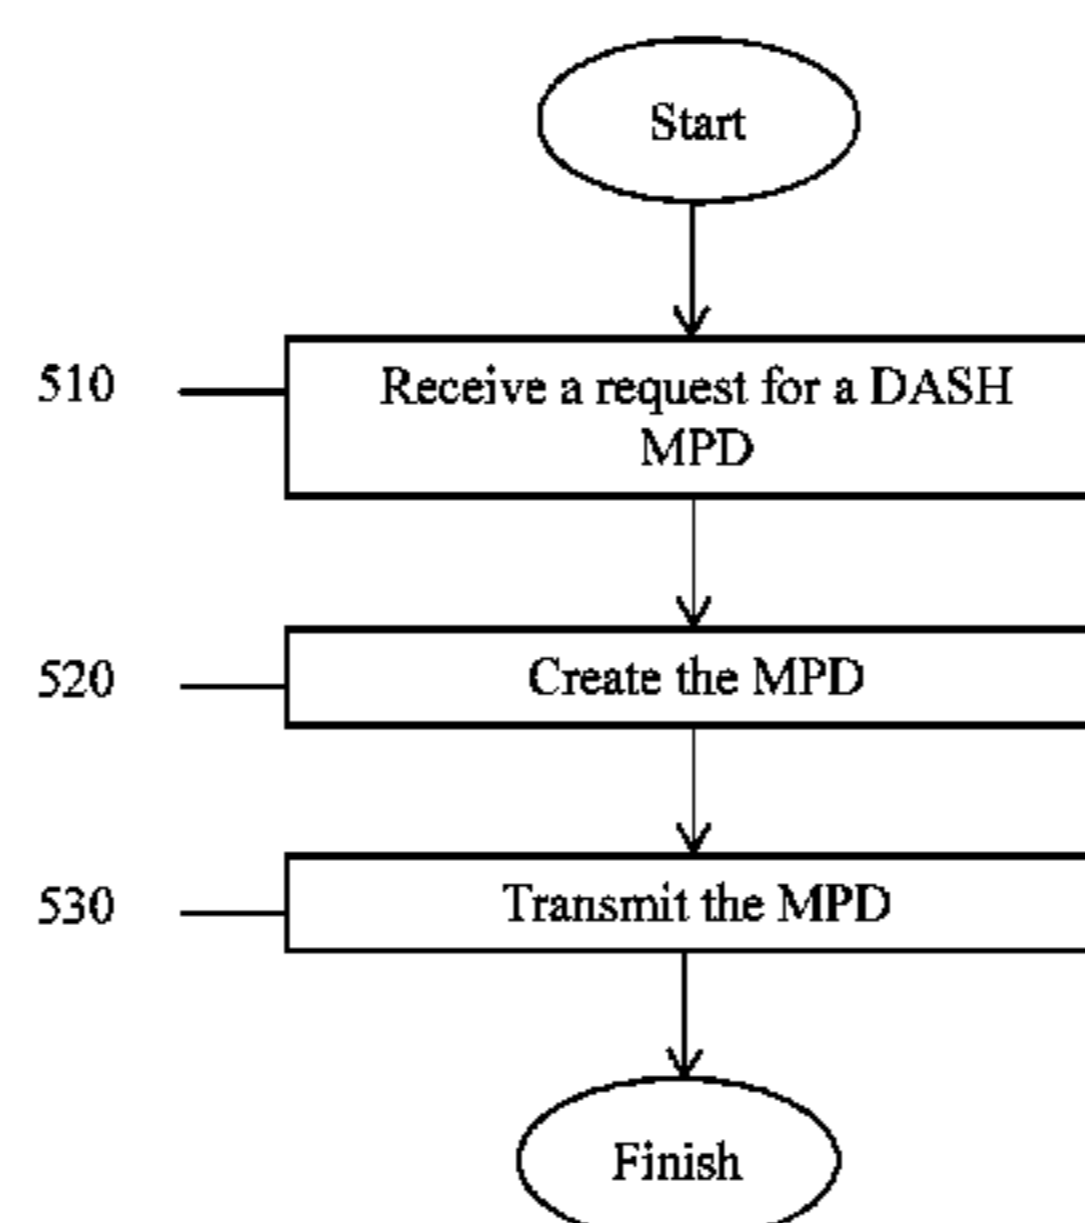 Start
510
Receive a request for a DASH
MPD
520
Create the MPD
530
Transmit the MPD
Finish